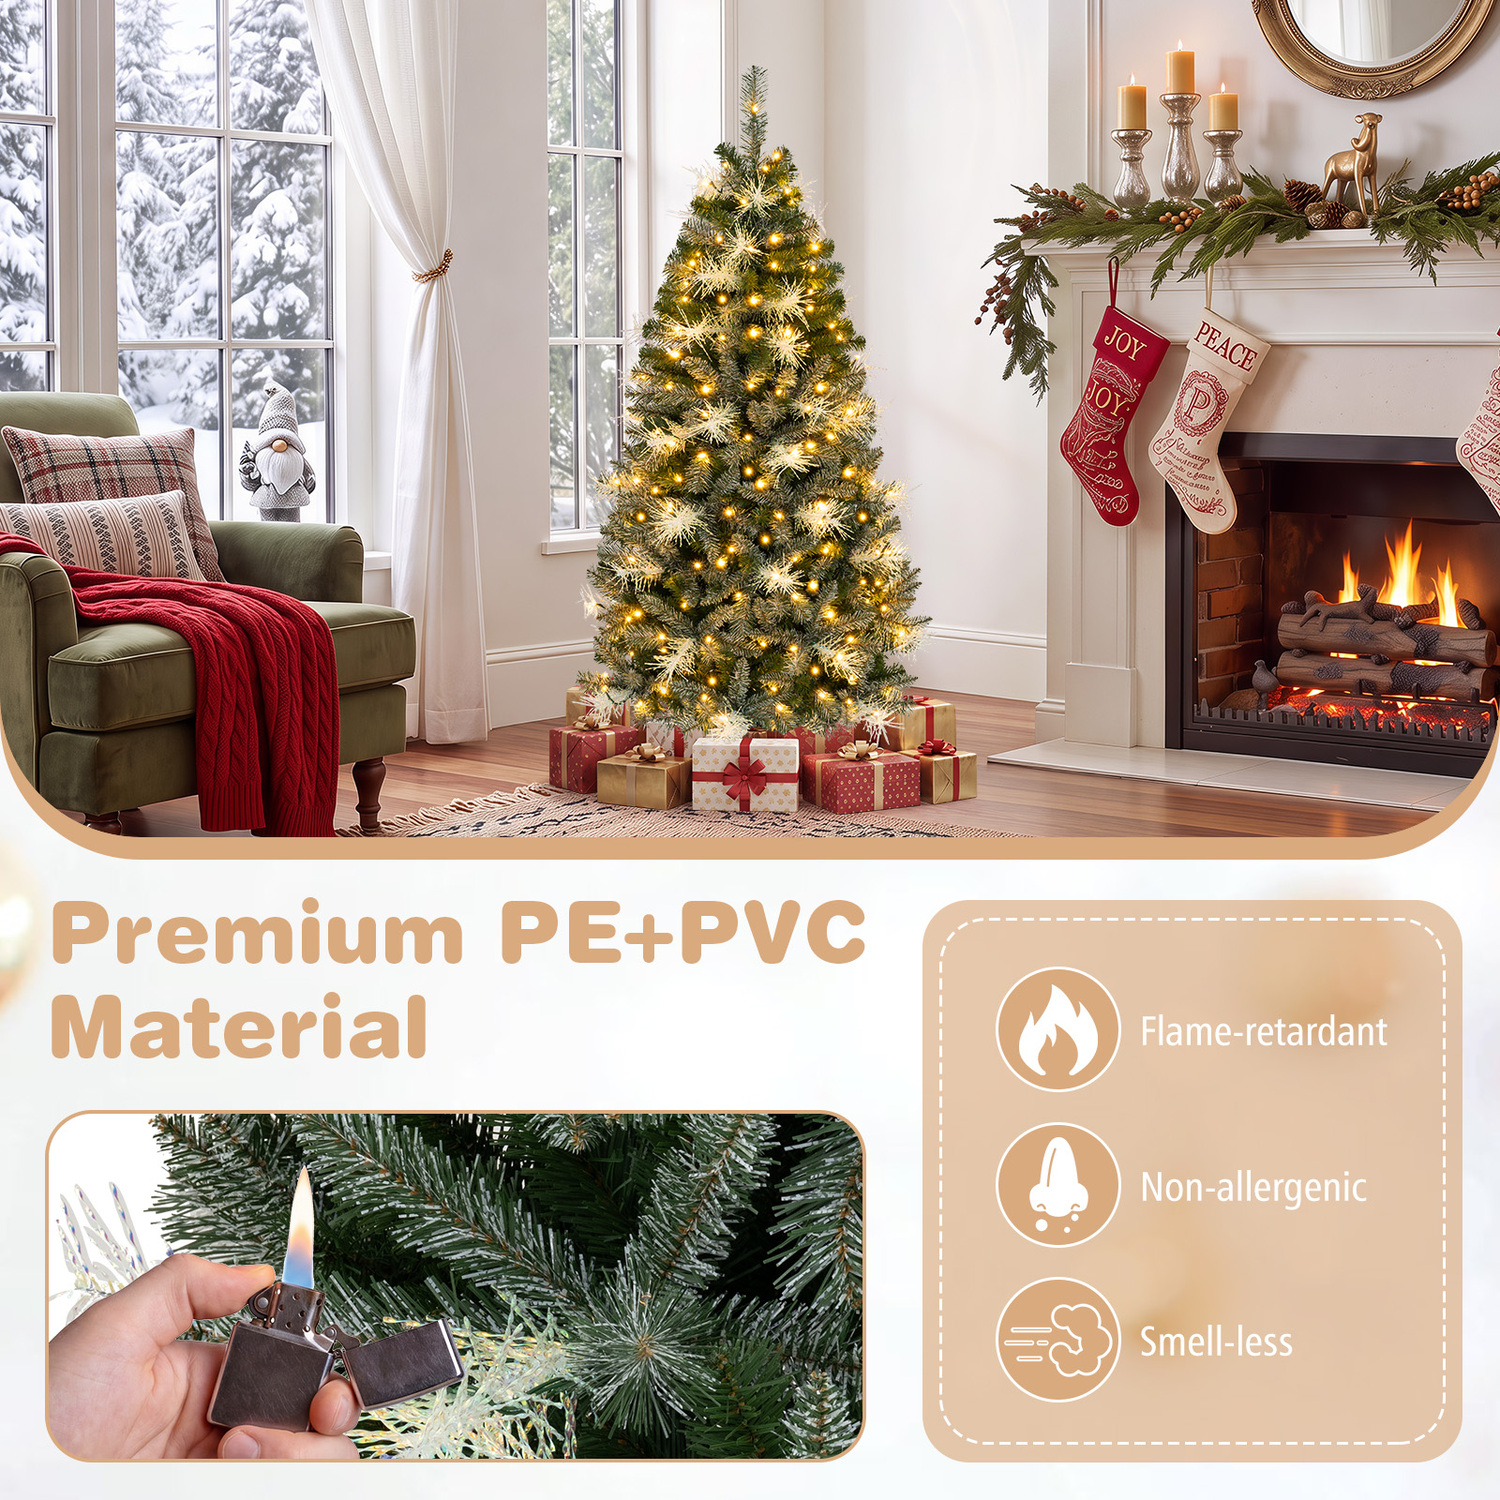 JOY
JOY
PEACE
P
Premium PE+PVC
Material
Flame-retardant
Non-allergenic
Smell-less